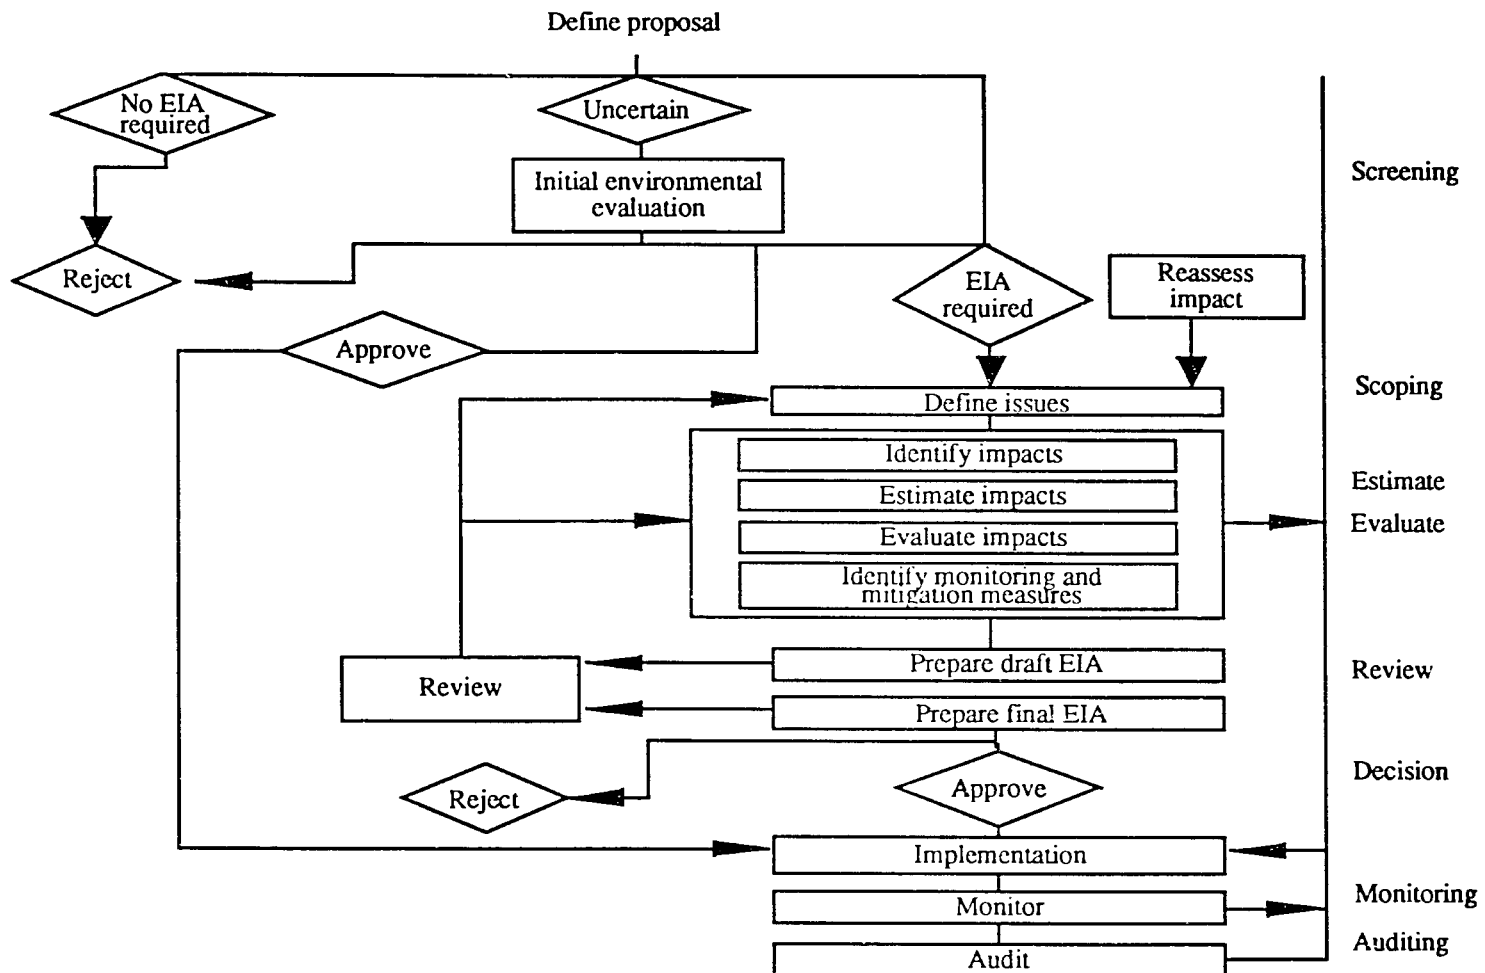 Define proposal
No EIA
required
Uncertain
Initial environmental
evaluation
Screening
Reject
EIA
required
Reassess
impact
Approve
Scoping
Define issues
Identify impacts
Estimate impacts
Estimate
Evaluate impacts
Evaluate
Identify monitoring and
mitigation measures
Prepare draft EIA
Review
Review
Prepare final EIA
Decision
Reject
Approve
Implementation
Monitor
Monitoring
Audit
Auditing